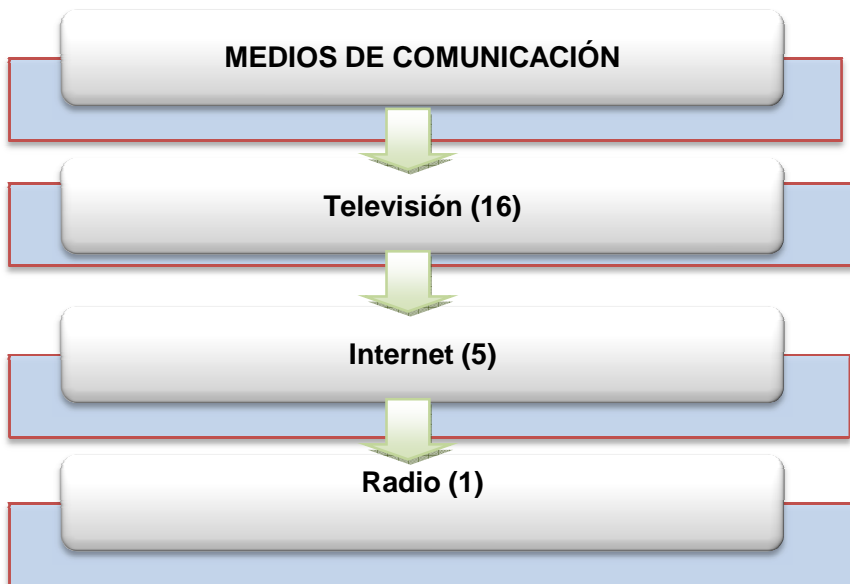 MEDIOS DE COMUNICACIÓN
Televisión (16)
Internet (5)
Radio (1)